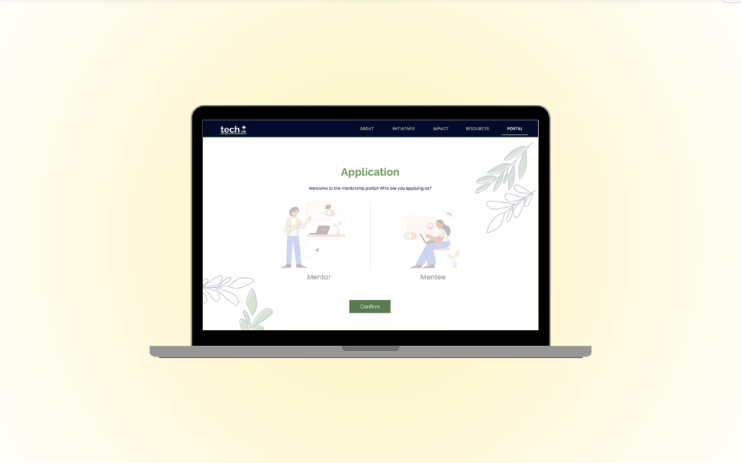 tech+
ABOUT INITIATIVES IMPACT RESOURCES PORTAL
Application
Welcome to the mentorship portal! Who are you applying as?
Mentor Mentee
Confirm